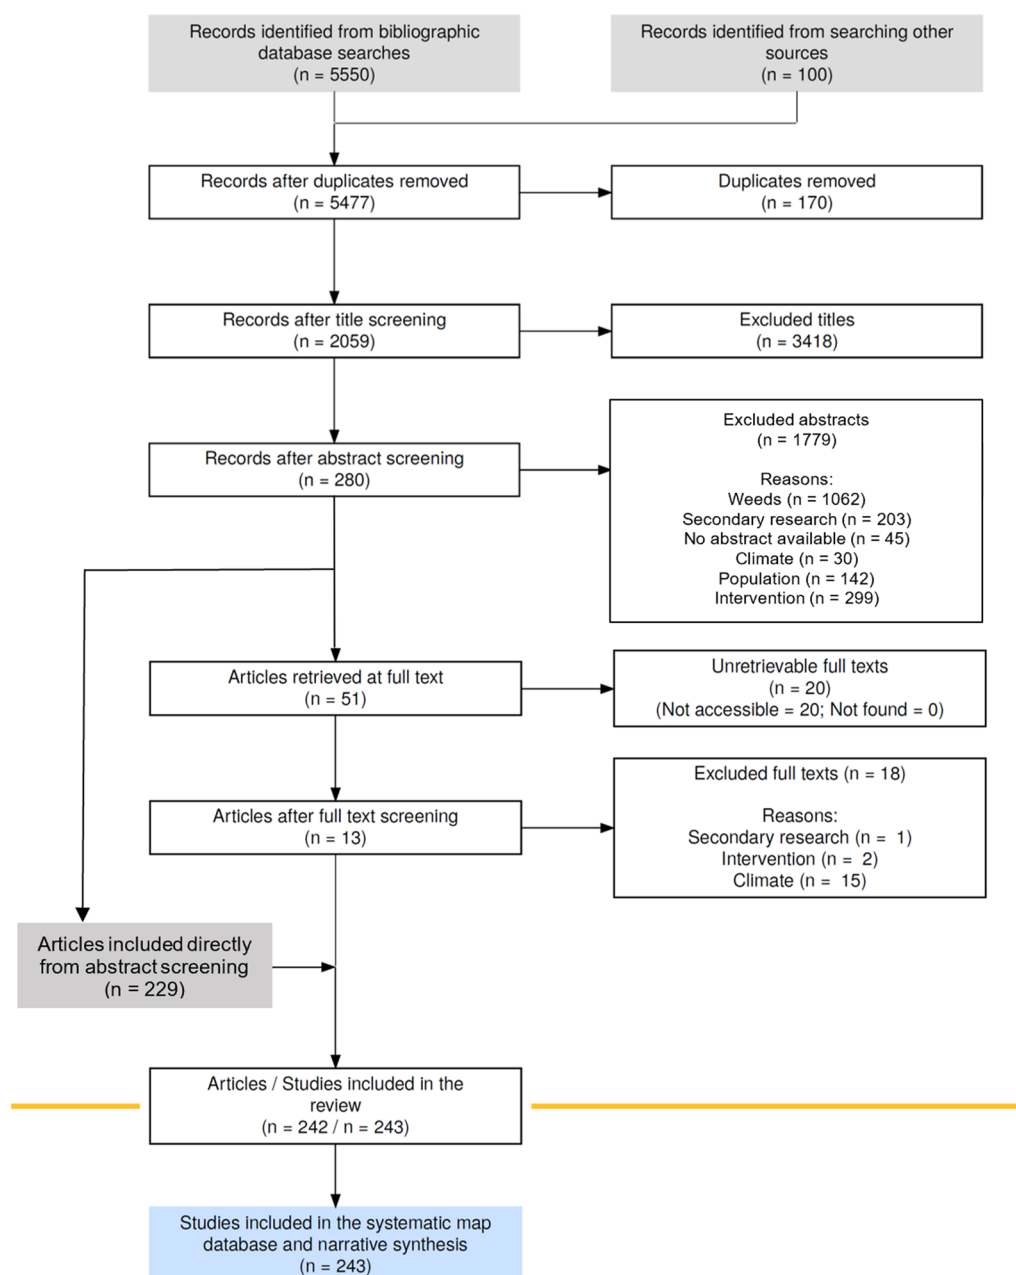 Records identified from bibliographic
database searches
(n = 5550)
Records identified from searching other
sources
(n = 100)
Records after duplicates removed
(n = 5477)
Duplicates removed
(n = 170)
Records after title screening
(n = 2059)
Excluded titles
(n = 3418)
Records after abstract screening
(n = 280)
Excluded abstracts
(n = 1779)
Reasons:
Weeds (n = 1062)
Secondary research (n = 203)
No abstract available (n = 45)
Climate (n = 30)
Population (n = 142)
Intervention (n = 299)
Articles retrieved at full text
(n = 51)
Unretrievable full texts
(n = 20)
(Not accessible = 20; Not found = 0)
Articles after full text screening
(n = 13)
Excluded full texts (n = 18)
Reasons:
Secondary research (n = 1)
Intervention (n = 2)
Climate (n = 15)
Articles included directly
from abstract screening
(n = 229)
Articles / Studies included in the
review
(n = 242 / n = 243)
Studies included in the systematic map
database and narrative synthesis
(n = 243)